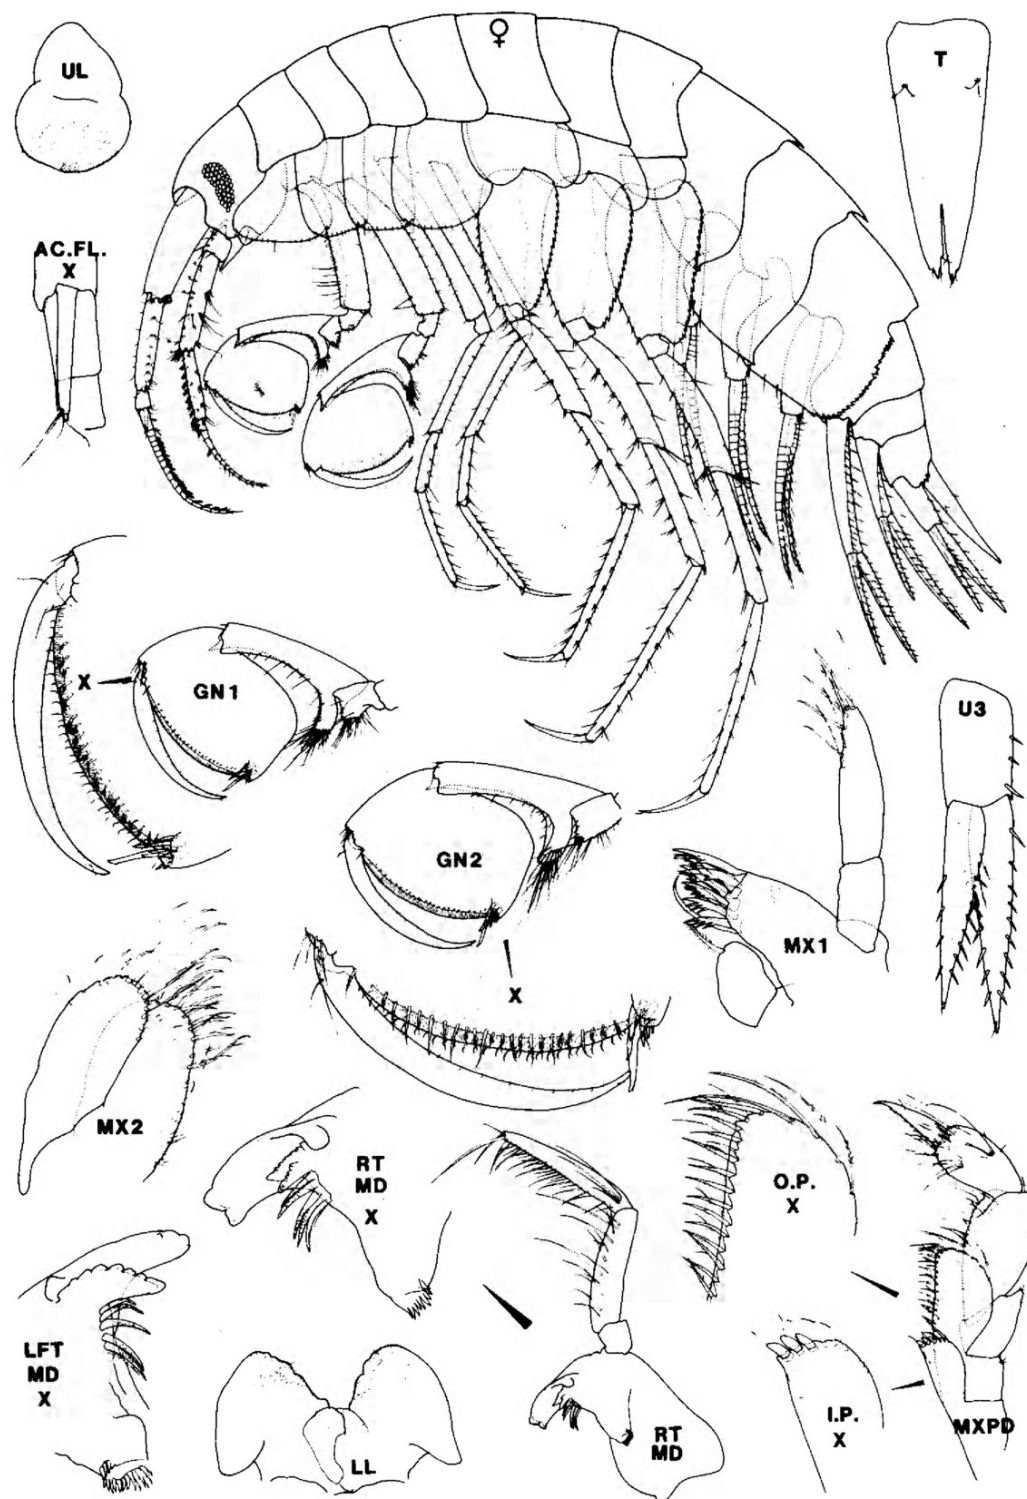 UL
♀
T
AC.FL.
X
X
GN1
U3
GN2
MX1
X
MX2
RT
MD
X
O.P.
X
LFT
MD
X
I.P.
X
MXPD
LL
RT
MD